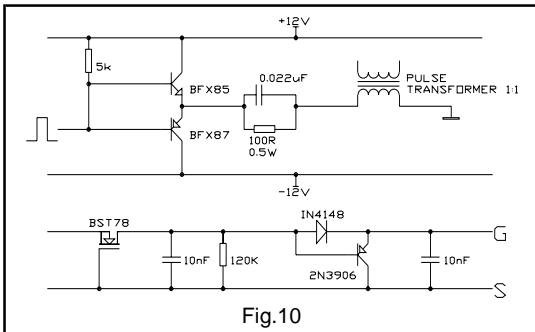 +12V
5k
BFX85
0.022uF
PULSE
TRANSFORMER 1:1
BFX87
100R
0.5W
-12V
BST78
IN4148
G
10nF
120K
10nF
2N3906
S
Fig.10